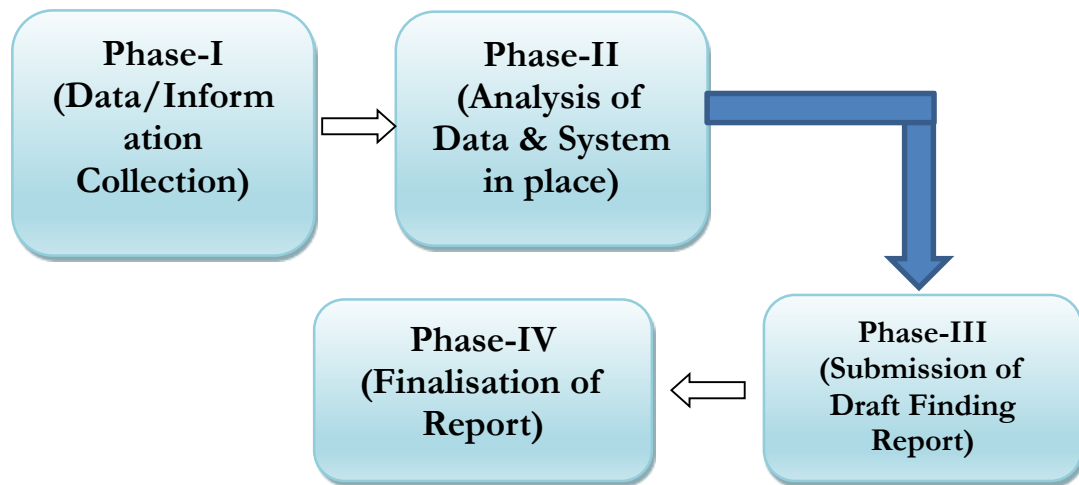 Phase-I
(Data/Inform
ation
Collection)
Phase-II
(Analysis of
Data & System
in place)
Phase-III
(Submission of
Draft Finding
Report)
Phase-IV
(Finalisation of
Report)